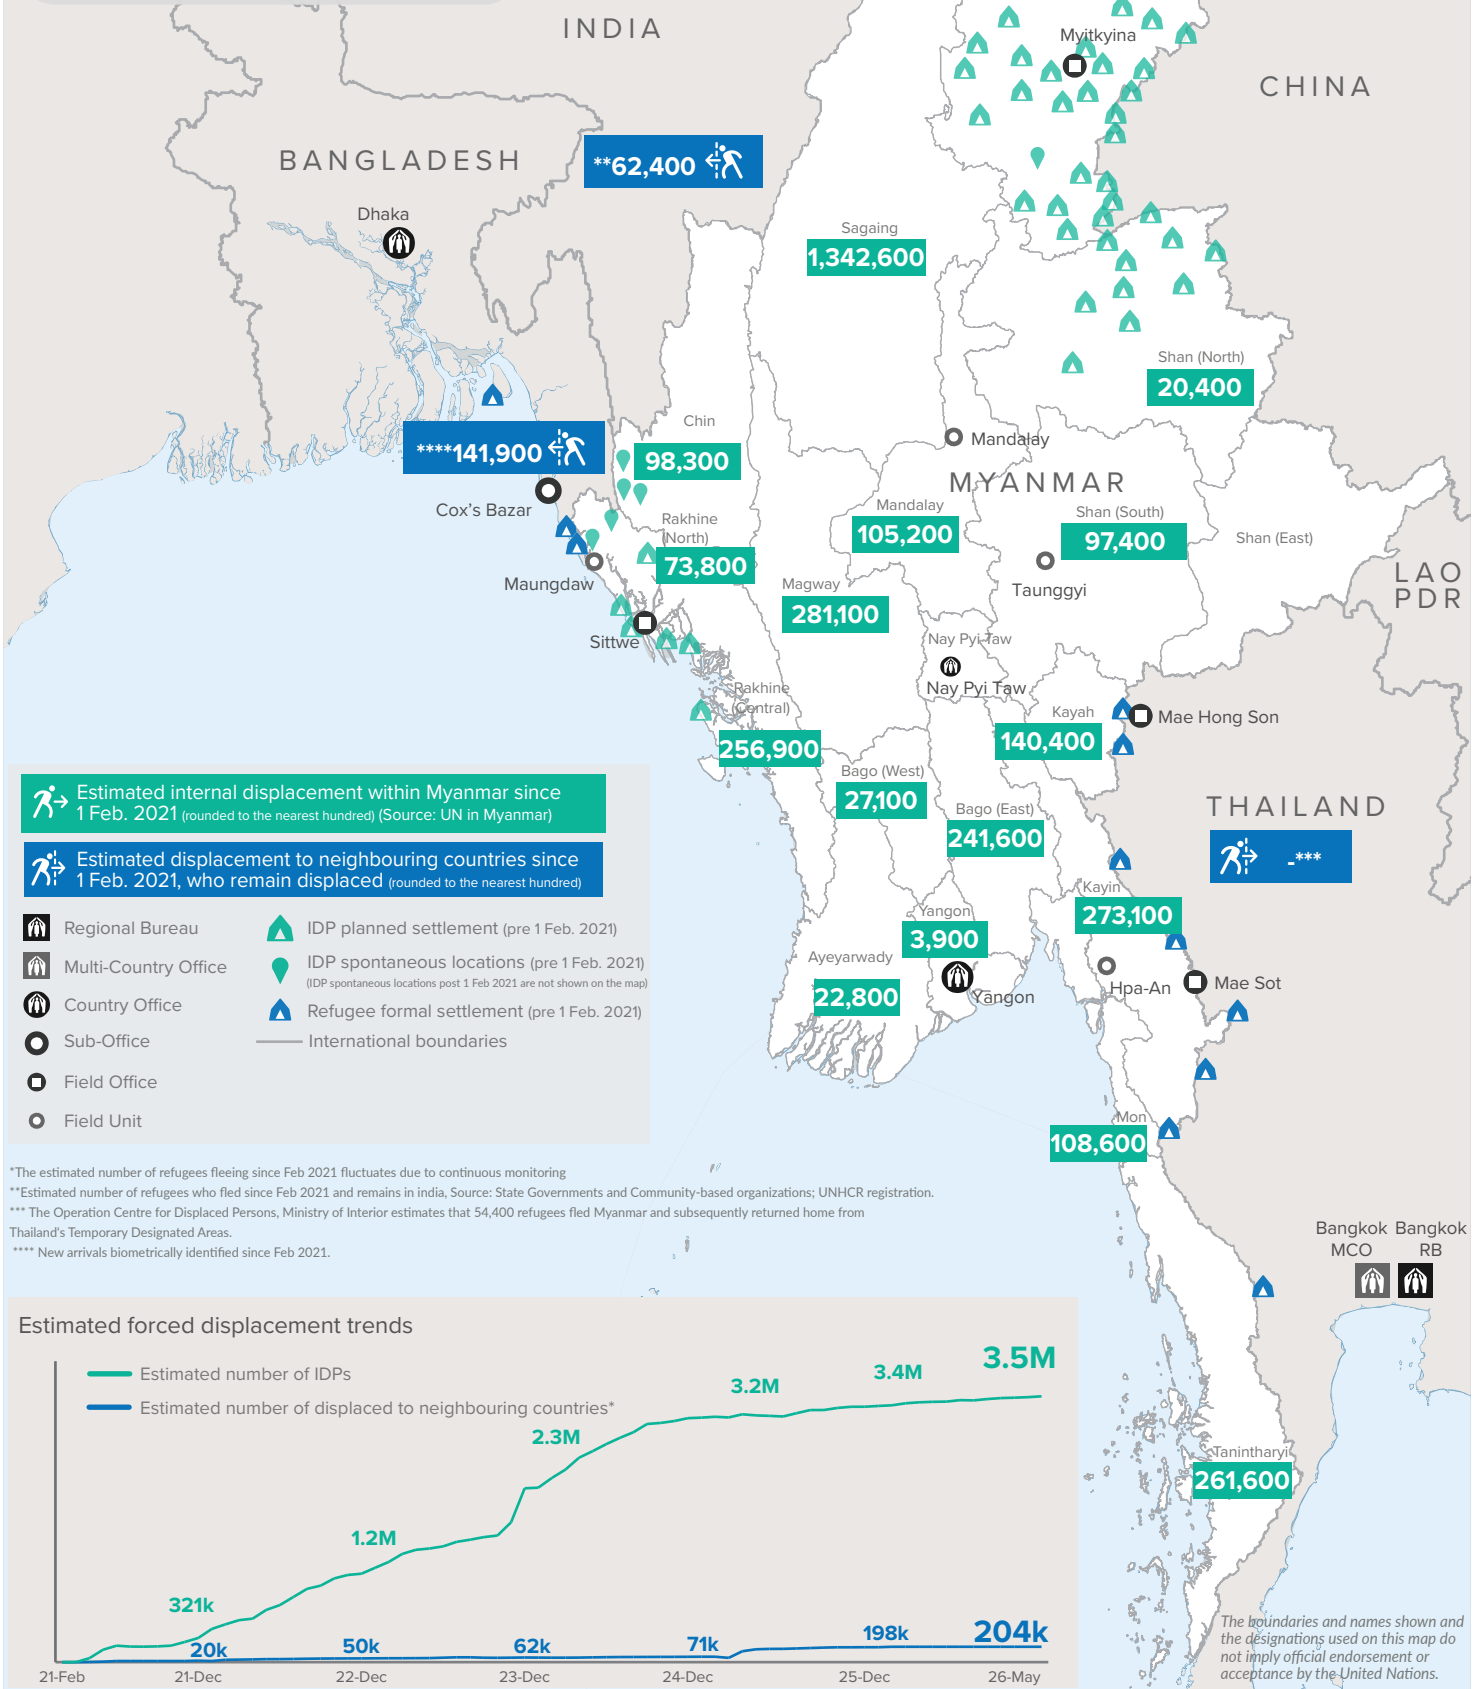 INDIA
Myitkyina
CHINA
BANGLADESH
**62,400
Dhaka
Sagaing
1,342,600
Shan (North)
20,400
Chin
98,300
****141,900
Mandalay
MYANMAR
Cox's Bazar
Mandalay
105,200
Shan (South)
97,400
Shan (East)
Rakhine
(North)
73,800
LAO
PDR
Maungdaw
Magway
281,100
Taunggyi
Sittwe
Nay Pyi Taw
Nay Pyi Taw
Rakhine
(Central)
256,900
Kayah
140,400
Mae Hong Son
Bago (West)
27,100
Bago (East)
241,600
THAILAND
-***
Kayin
273,100
Yangon
3,900
Ayeyarwady
22,800
Yangon
Hpa-An
Mae Sot
Mon
108,600
Bangkok
MCO
Bangkok
RB
Tanintharyi
261,600
Estimated internal displacement within Myanmar since
1 Feb. 2021 (rounded to the nearest hundred) (Source: UN in Myanmar)
Estimated displacement to neighbouring countries since
1 Feb. 2021, who remain displaced (rounded to the nearest hundred)
Regional Bureau
Multi-Country Office
Country Office
Sub-Office
Field Office
Field Unit
IDP planned settlement (pre 1 Feb. 2021)
IDP spontaneous locations (pre 1 Feb. 2021)
(IDP spontaneous locations post 1 Feb 2021 are not shown on the map)
Refugee formal settlement (pre 1 Feb. 2021)
International boundaries
*The estimated number of refugees fleeing since Feb 2021 fluctuates due to continuous monitoring
**Estimated number of refugees who fled since Feb 2021 and remains in india, Source: State Governments and Community-based organizations; UNHCR registration.
*** The Operation Centre for Displaced Persons, Ministry of Interior estimates that 54,400 refugees fled Myanmar and subsequently returned home from
Thailand's Temporary Designated Areas.
**** New arrivals biometrically identified since Feb 2021.
Estimated forced displacement trends
Estimated number of IDPs
Estimated number of displaced to neighbouring countries*
321k
1.2M
2.3M
3.2M
3.4M
3.5M
20k
50k
62k
71k
198k
204k
21-Feb
21-Dec
22-Dec
23-Dec
24-Dec
25-Dec
26-May
The boundaries and names shown and
the designations used on this map do
not imply official endorsement or
acceptance by the United Nations.